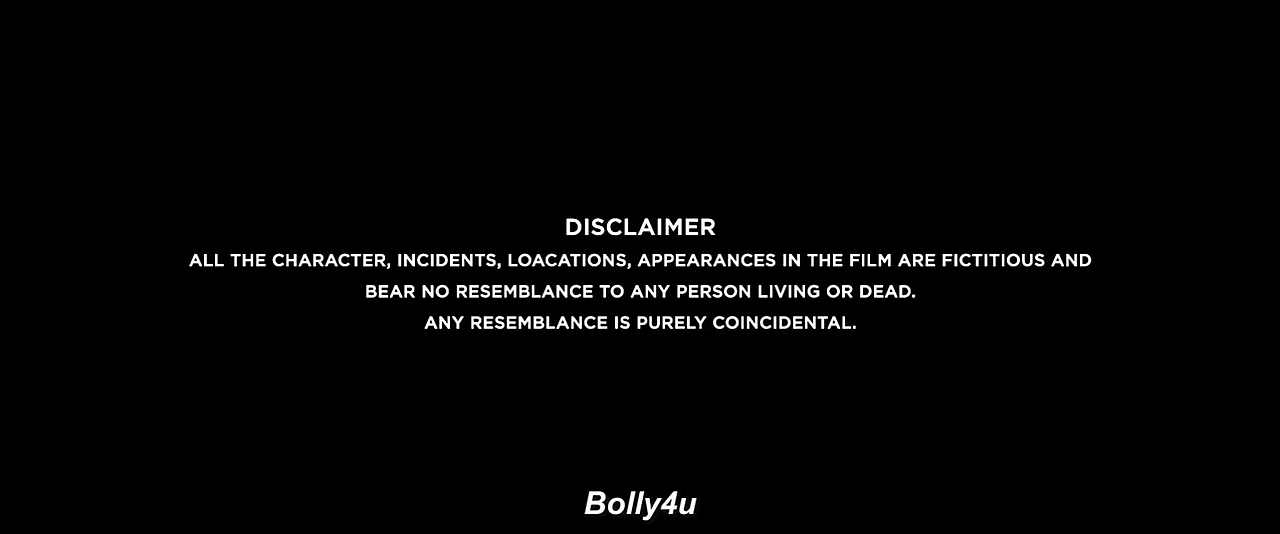 DISCLAIMER
ALL THE CHARACTER, INCIDENTS, LOACATIONS, APPEARANCES IN THE FILM ARE FICTITIOUS AND
BEAR NO RESEMBLANCE TO ANY PERSON LIVING OR DEAD.
ANY RESEMBLANCE IS PURELY COINCIDENTAL.
Bolly4u